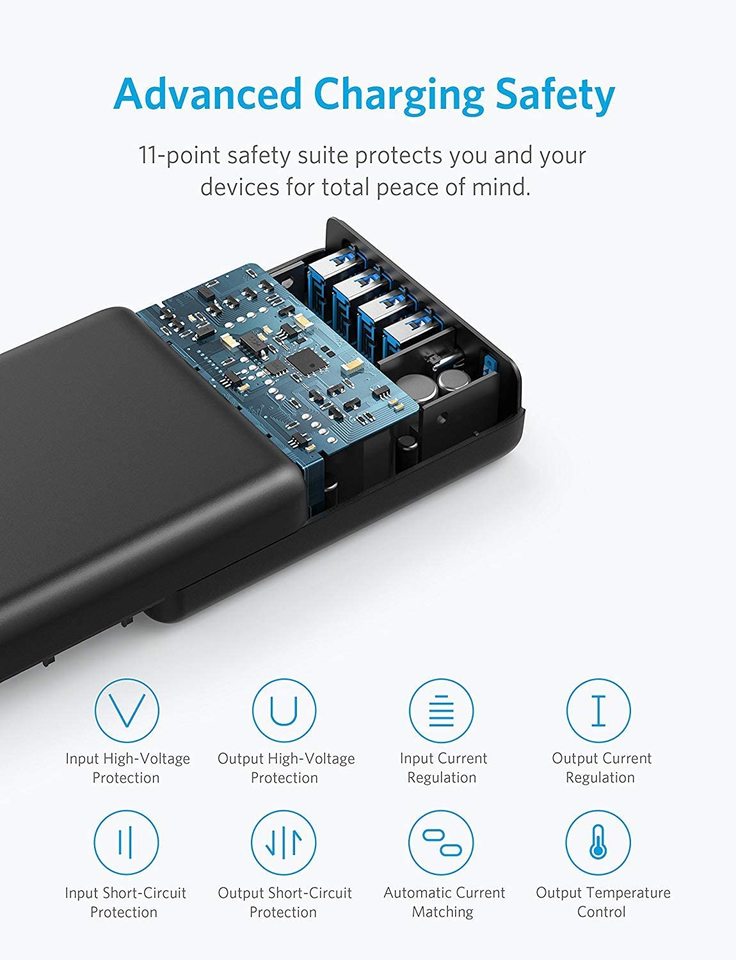 Advanced Charging Safety
11-point safety suite protects you and your
devices for total peace of mind.
Input High-Voltage
Protection
Output High-Voltage
Protection
Input Current
Regulation
Output Current
Regulation
Input Short-Circuit
Protection
Output Short-Circuit
Protection
Automatic Current
Matching
Output Temperature
Control